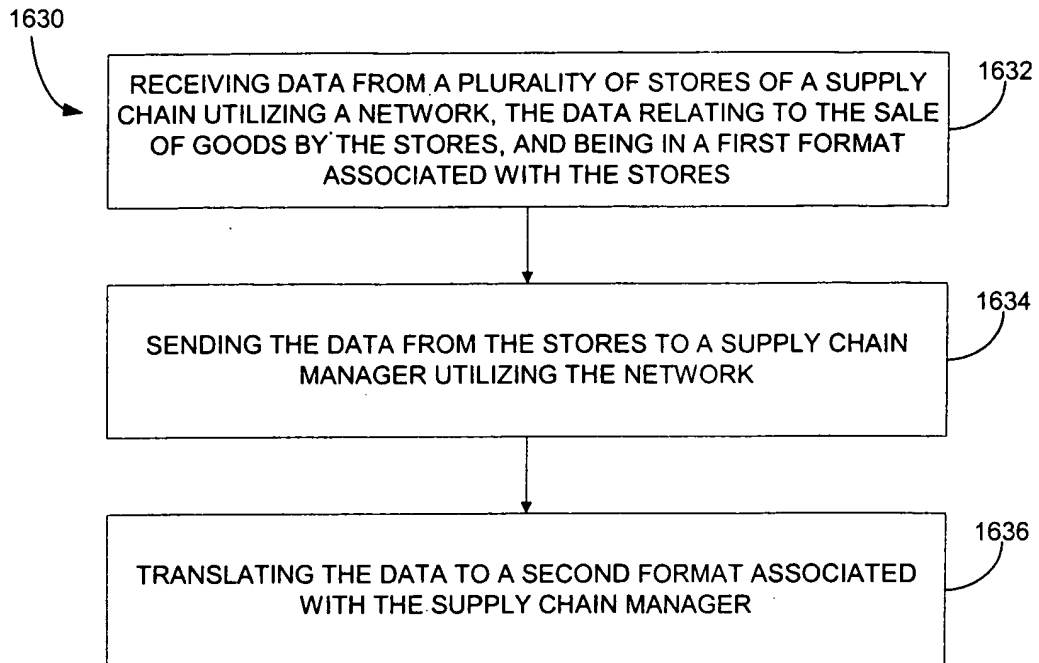 1630
RECEIVING DATA FROM A PLURALITY OF STORES OF A SUPPLY
CHAIN UTILIZING A NETWORK, THE DATA RELATING TO THE SALE
OF GOODS BY THE STORES, AND BEING IN A FIRST FORMAT
ASSOCIATED WITH THE STORES
1632
SENDING THE DATA FROM THE STORES TO A SUPPLY CHAIN
MANAGER UTILIZING THE NETWORK
1634
TRANSLATING THE DATA TO A SECOND FORMAT ASSOCIATED
WITH THE SUPPLY CHAIN MANAGER
1636